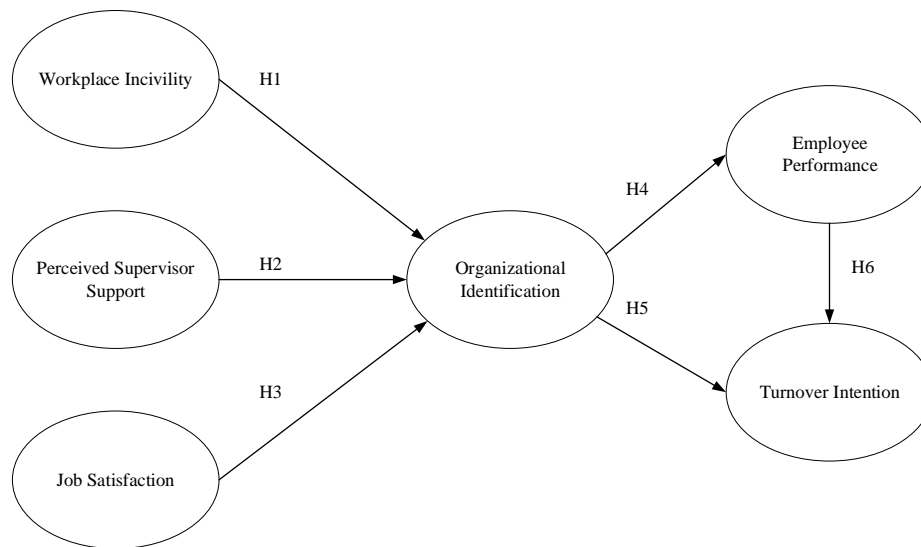 Workplace Incivility
H1
Employee
Performance
H4
Perceived Supervisor
Support
H2
Organizational
Identification
H6
H5
H3
Turnover Intention
Job Satisfaction